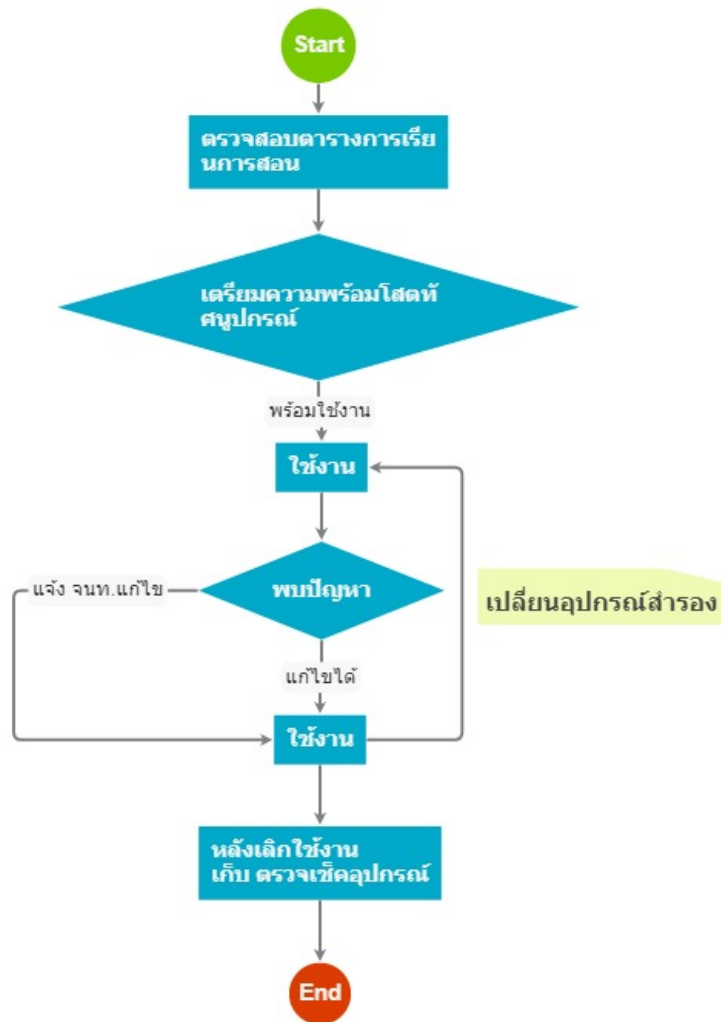 Start
ตรวจสอบตารางการเรีย
นการสอน
เตรียมความพร้อมโสตทั
ศนูปกรณ์
พร้อมใช้งาน
ใช้งาน
แจ้ง จนท.แก้ไข
พบปัญหา
เปลี่ยนอุปกรณ์สำรอง
แก้ไขได้
ใช้งาน
หลังเลิกใช้งาน
เก็บ ตรวจเช็คอุปกรณ์
End